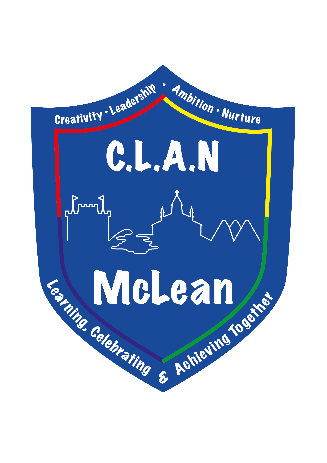 Creativity • Leadership • Ambition • Nurture
C.L.A.N
McLean
Learning, Celebrating & Achieving Together